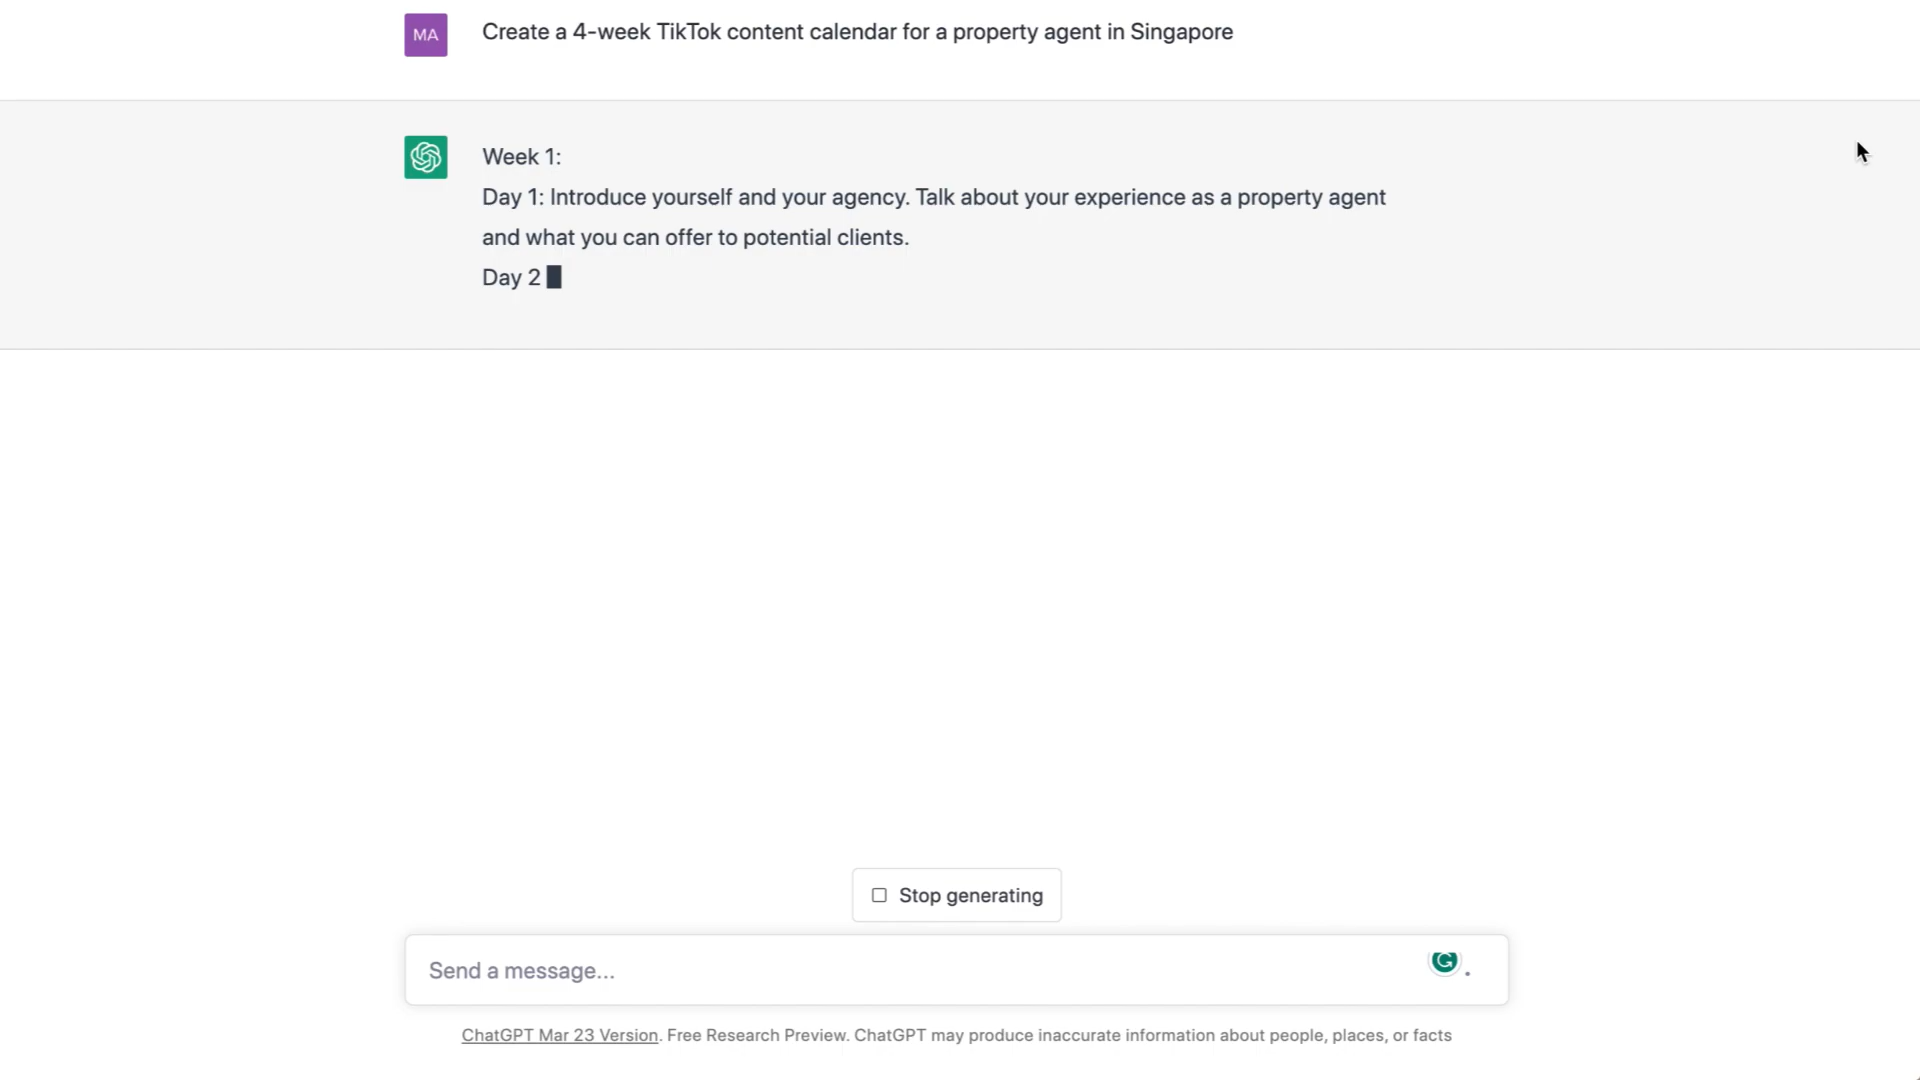 MA
Create a 4-week TikTok content calendar for a property agent in Singapore
Week 1:
Day 1: Introduce yourself and your agency. Talk about your experience as a property agent
and what you can offer to potential clients.
Day 2
Stop generating
Send a message...
ChatGPT Mar 23 Version. Free Research Preview. ChatGPT may produce inaccurate information about people, places, or facts